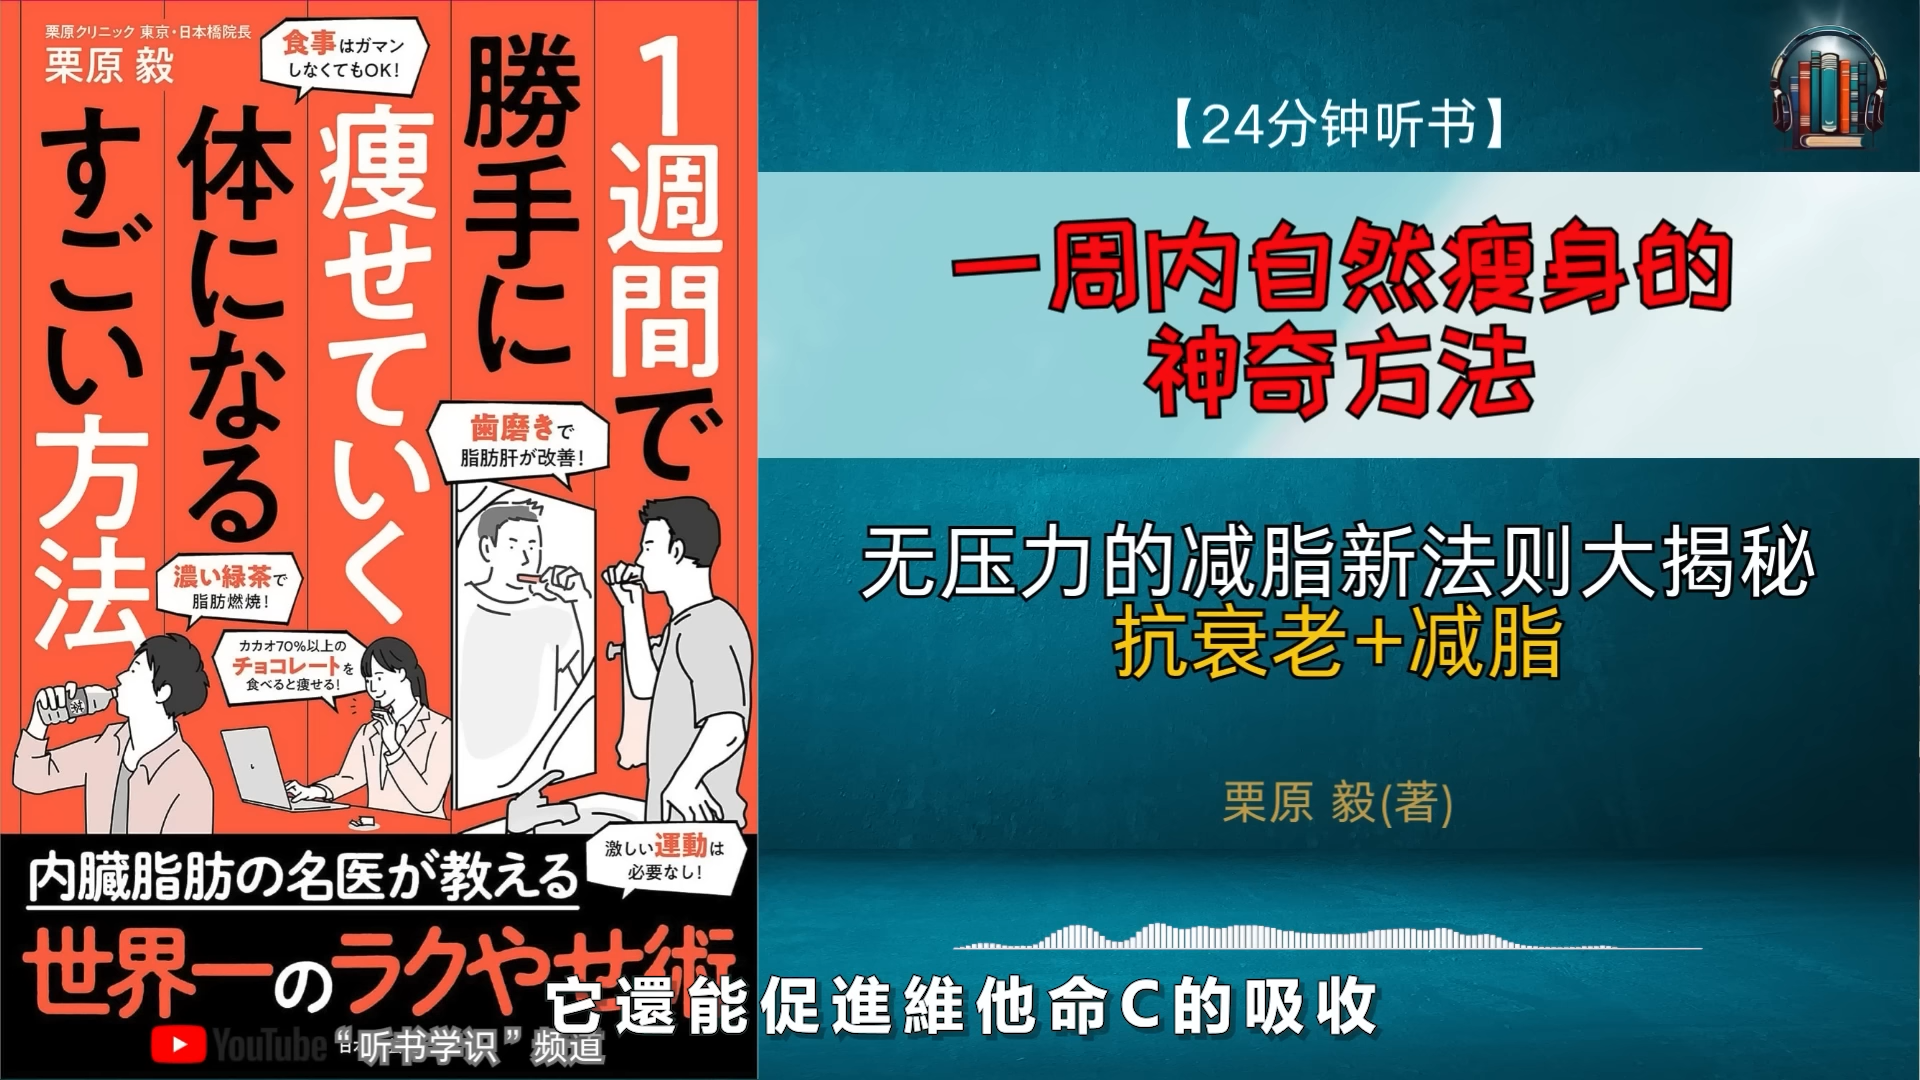 栗原クリニック 東京・日本橋院長
栗原 毅
1週間で
勝手に
痩せていく
体になる
すごい方法
食事はガマン
しなくてもOK!
歯磨きで
脂肪肝が改善!
濃い緑茶で
脂肪燃焼!
カカオ70%以上の
チョコレートを
食べると痩せる!
激しい運動は
必要なし!
内臓脂肪の名医が教える
世界一のラクやせ術
【24分钟听书】
一周内自然瘦身的
神奇方法
无压力的减脂新法则大揭秘
抗衰老+减脂
栗原 毅(著)
它還能促進維他命C的吸收
YouTube “听书学识”频道